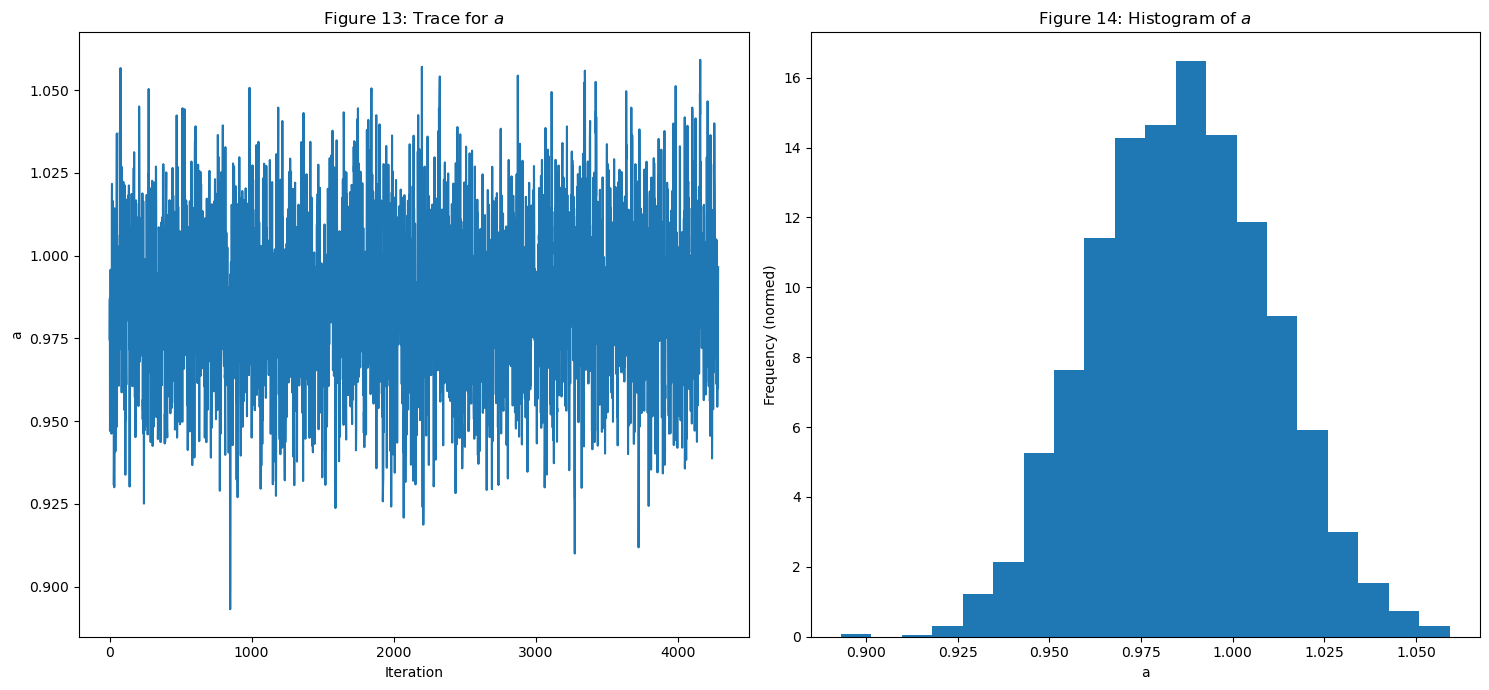 Figure 13: Trace for a
1.050
1.025
1.000
0.975
0.950
0.925
0.900
a
0 1000 2000 3000 4000
Iteration
Figure 14: Histogram of a
16
14
12
10
8
6
4
2
0
Frequency (normed)
0.900 0.925 0.950 0.975 1.000 1.025 1.050
a